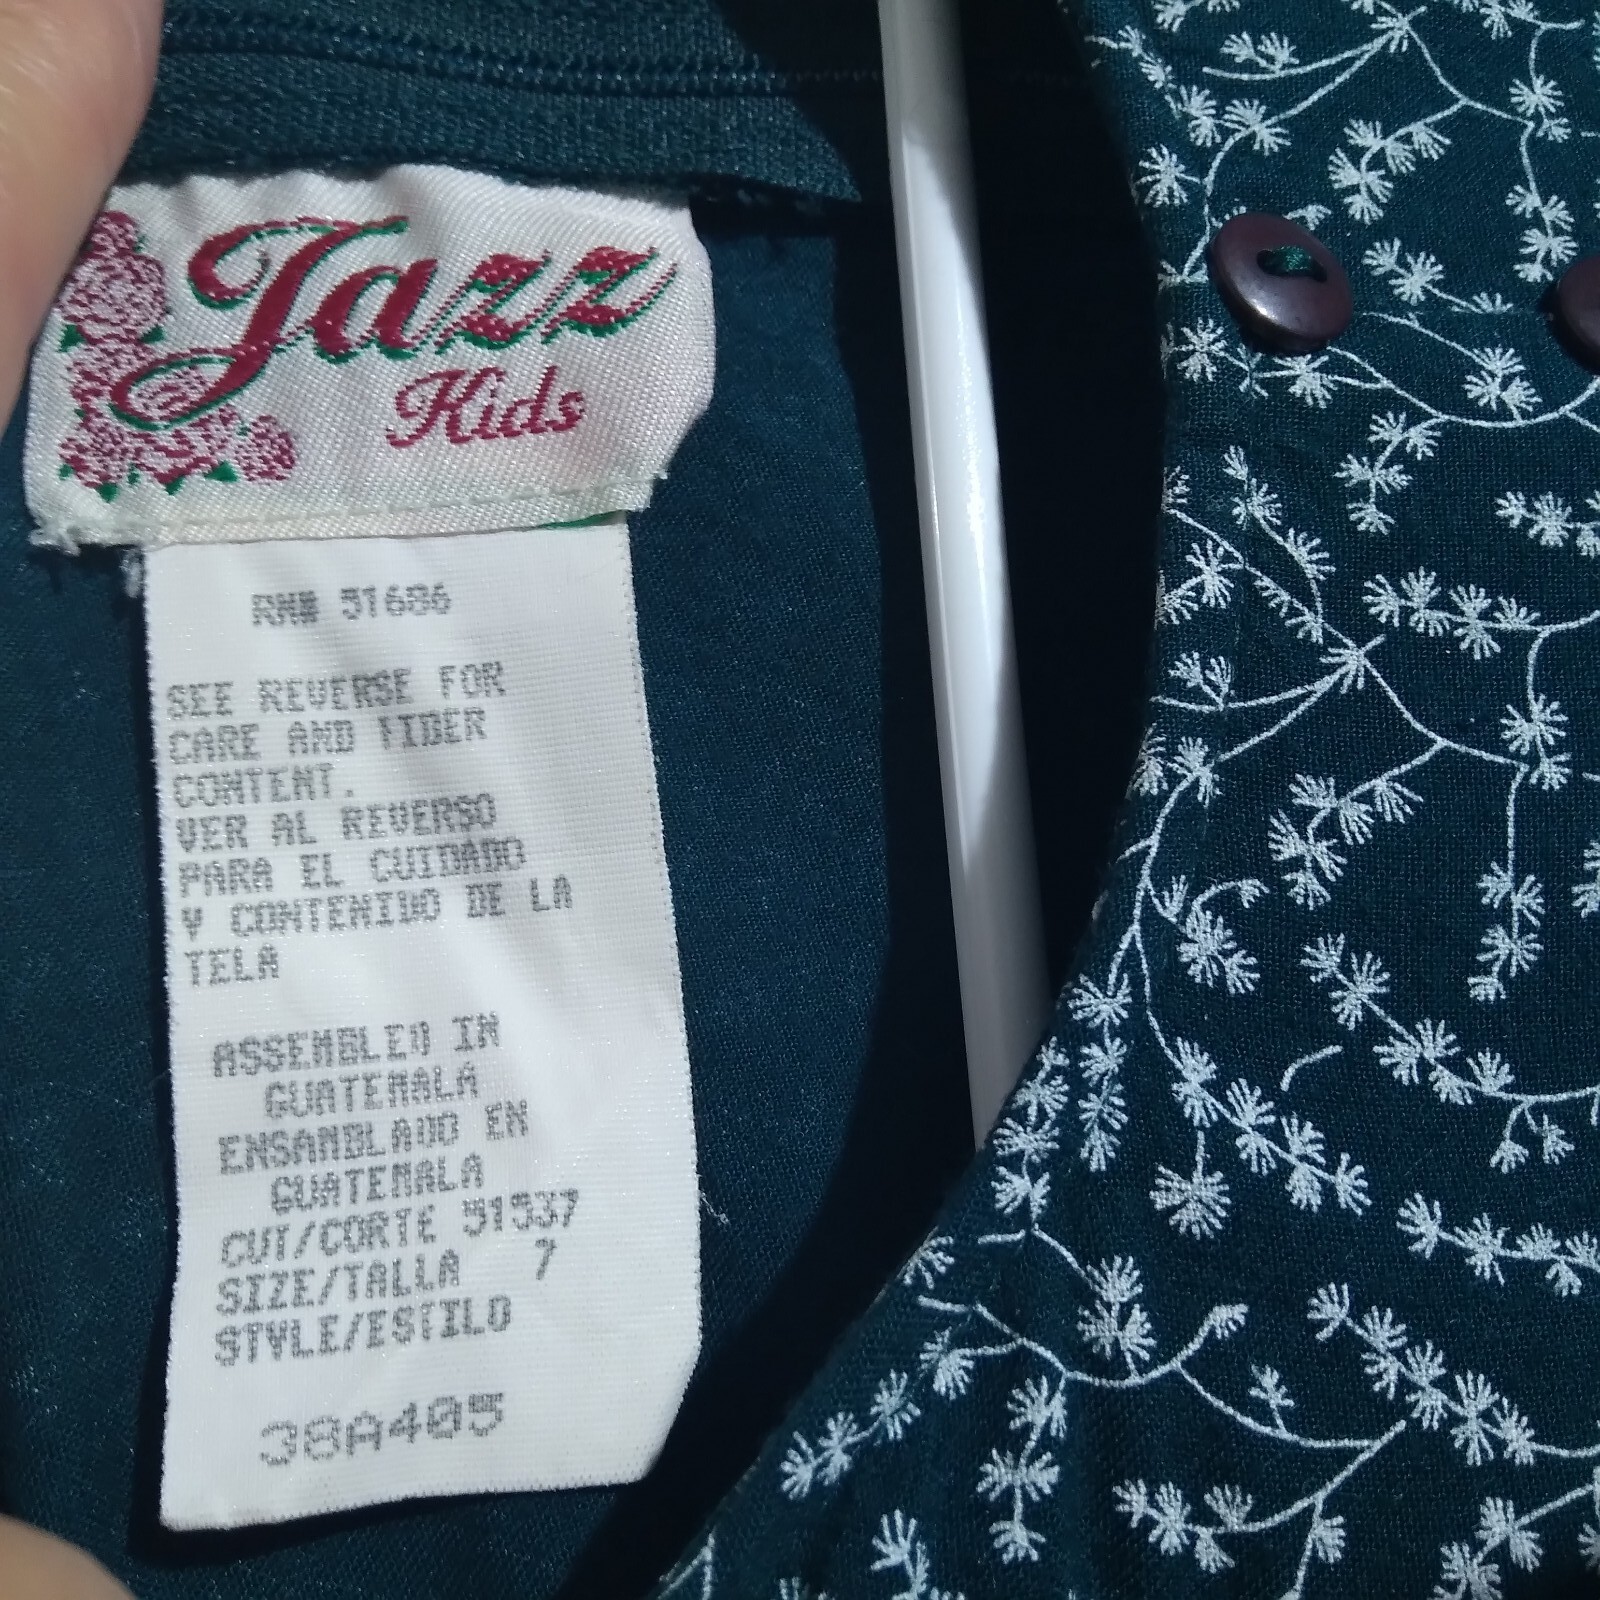 Jazz
Kids
RN# 51686
SEE REVERSE FOR
CARE AND FIBER
CONTENT.
VER AL REVERSO
PARA EL CUIDADO
Y CONTENIDO DE LA
TELA
ASSEMBLED IN
GUATEMALA
ENSAMBLADO EN
GUATEMALA
CUT/CORTE 51537
SIZE/TALLA 7
STYLE/ESTILO
38A405